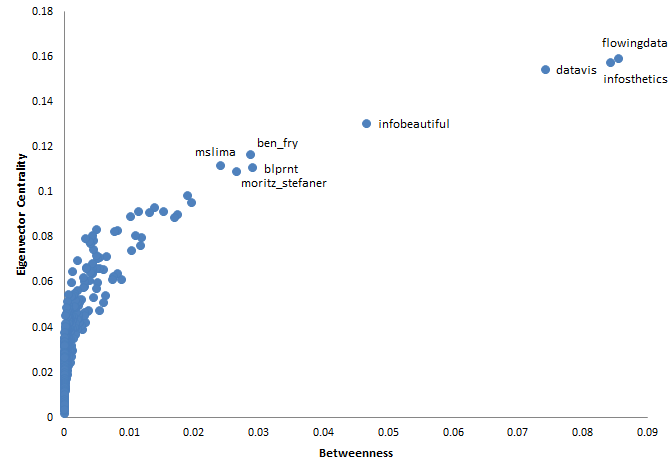 0.18
flowingdata
0.16
datavis
infosthetics
0.14
infobeautiful
0.12
ben_fry
mslima
blprnt
moritz_stefaner
0.1
Eigenvector Centrality
0.08
0.06
0.04
0.02
0
0 0.01 0.02 0.03 0.04 0.05 0.06 0.07 0.08 0.09
Betweenness